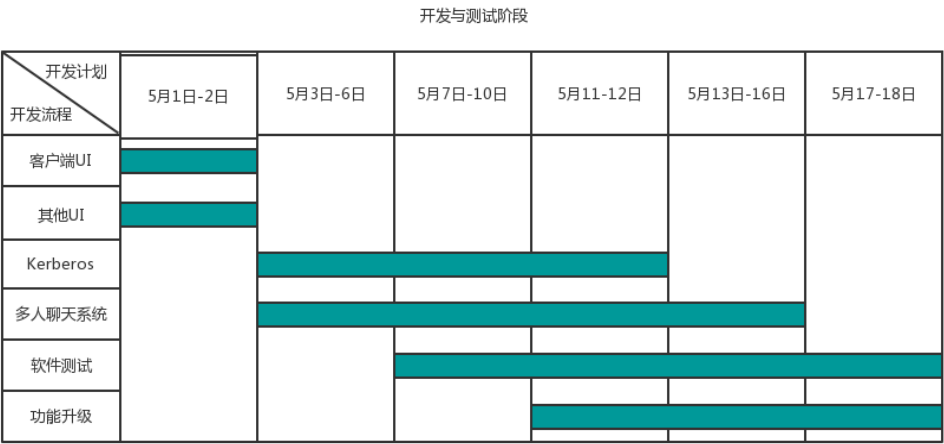 开发与测试阶段
开发计划
开发流程
5月1日-2日
5月3日-6日
5月7日-10日
5月11-12日
5月13日-16日
5月17-18日
客户端UI
其他UI
Kerberos
多人聊天系统
软件测试
功能升级